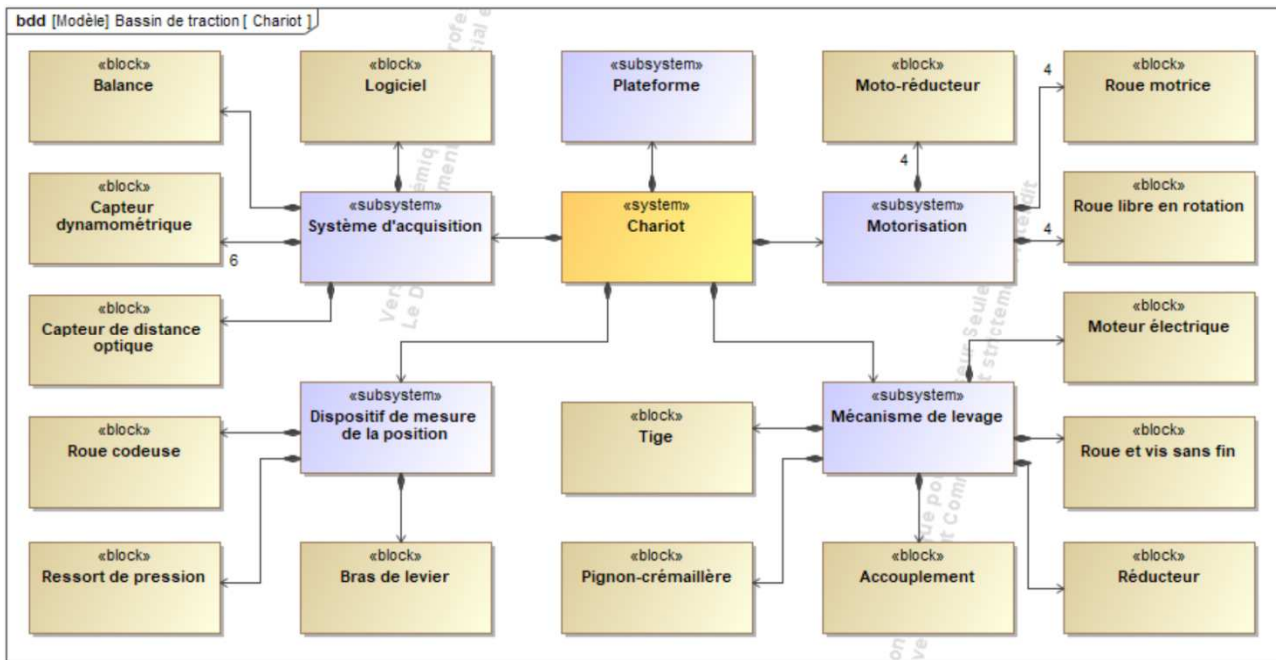 bdd [Modèle] Bassin de traction [ Chariot ]
«block»
Balance
«block»
Logiciel
«subsystem»
Plateforme
«block»
Moto-réducteur
4
«block»
Roue motrice
«block»
Capteur
dynamométrique
6
«subsystem»
Système d'acquisition
«system»
Chariot
4
«subsystem»
Motorisation
4
«block»
Roue libre en rotation
«block»
Capteur de distance
optique
«block»
Moteur électrique
«block»
Roue codeuse
«subsystem»
Dispositif de mesure
de la position
«block»
Tige
«subsystem»
Mécanisme de levage
«block»
Roue et vis sans fin
«block»
Ressort de pression
«block»
Bras de levier
«block»
Pignon-crémaillère
«block»
Accouplement
«block»
Réducteur